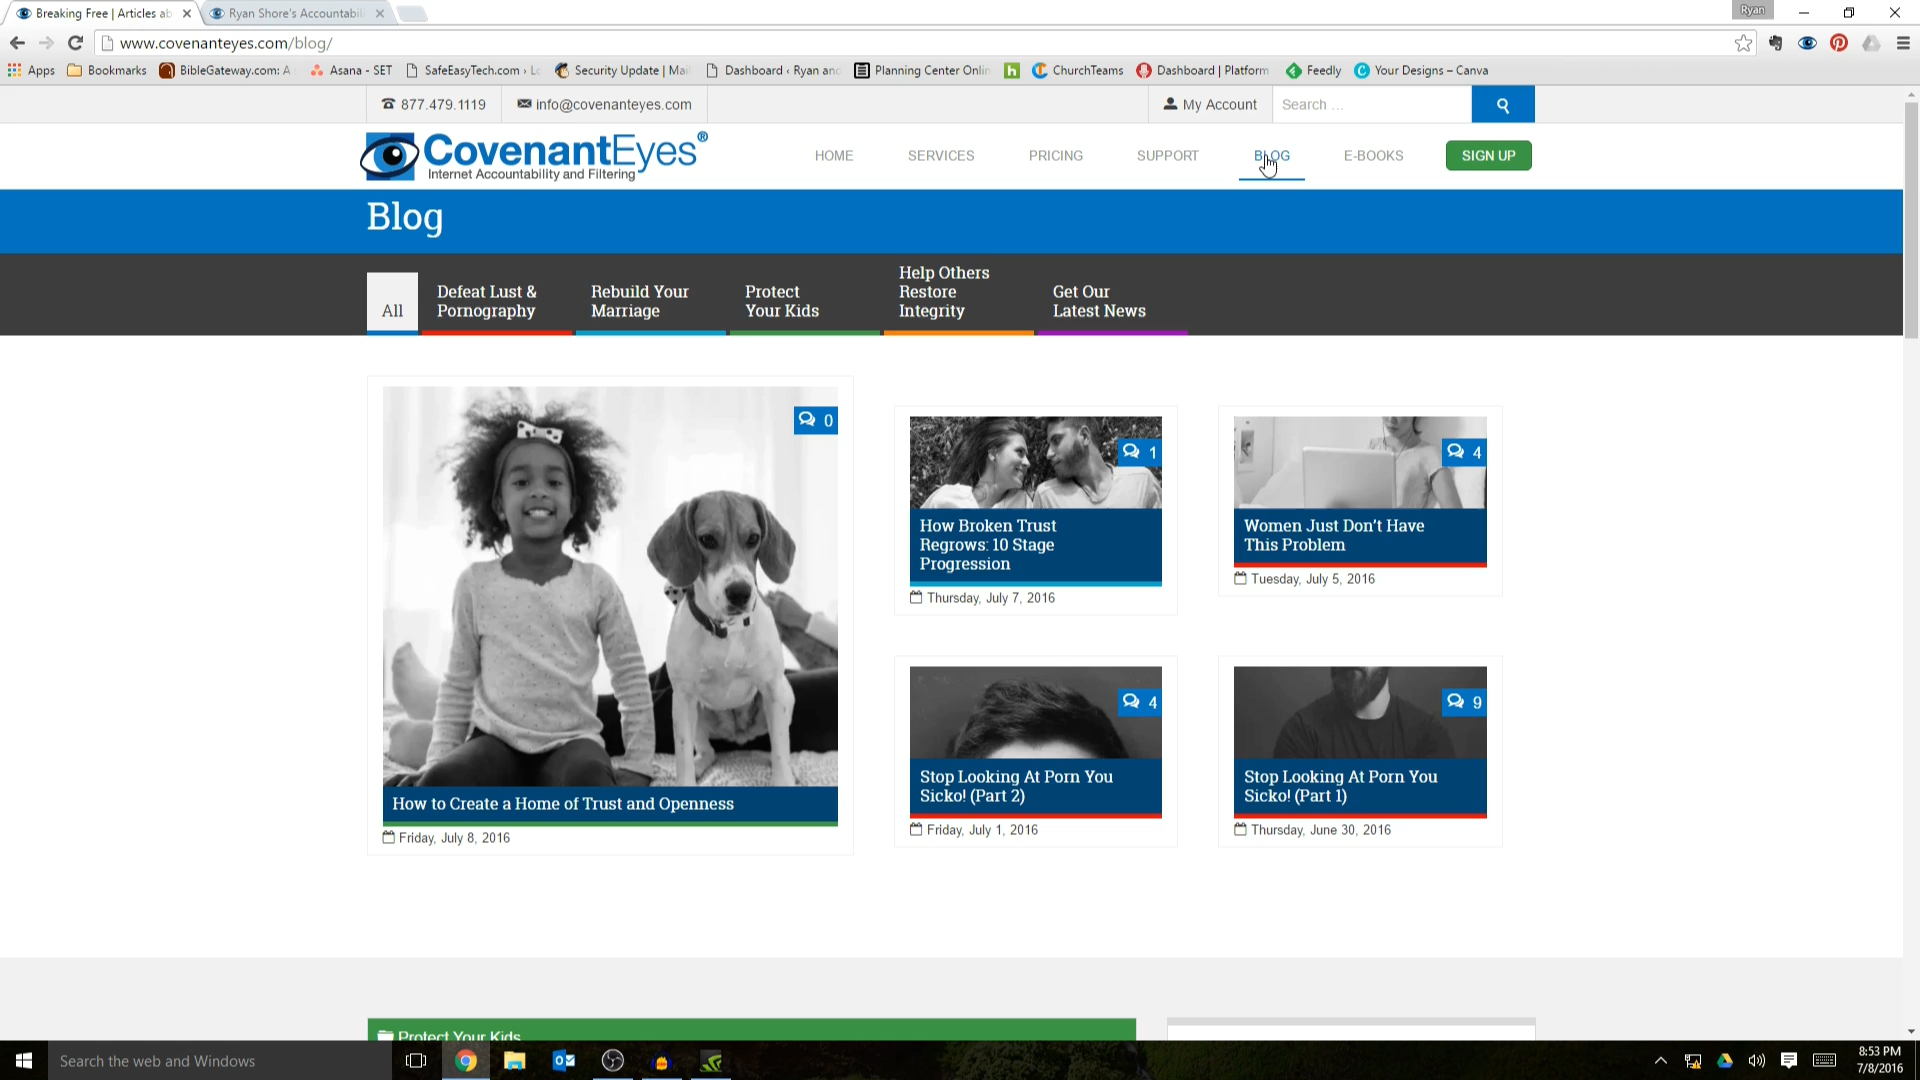 Breaking Free | Articles ab
Ryan Shore's Accountabili
Ryan
www.covenanteyes.com/blog/
Apps
Bookmarks
BibleGateway.com: A
Asana - SET
SafeEasyTech.com › Lo
Security Update | Mai
Dashboard ‹ Ryan and
Planning Center Onlin
h
ChurchTeams
Dashboard | Platform
Feedly
Your Designs – Canva
877.479.1119
info@covenanteyes.com
My Account
Search ...
CovenantEyes®
Internet Accountability and Filtering
HOME
SERVICES
PRICING
SUPPORT
BLOG
E-BOOKS
SIGN UP
Blog
All
Defeat Lust &
Pornography
Rebuild Your
Marriage
Protect
Your Kids
Help Others
Restore
Integrity
Get Our
Latest News
0
How to Create a Home of Trust and Openness
Friday, July 8, 2016
1
How Broken Trust
Regrows: 10 Stage
Progression
Thursday, July 7, 2016
4
Women Just Don't Have
This Problem
Tuesday, July 5, 2016
4
Stop Looking At Porn You
Sicko! (Part 2)
Friday, July 1, 2016
9
Stop Looking At Porn You
Sicko! (Part 1)
Thursday, June 30, 2016
Protect Your Kids
Search the web and Windows
8:53 PM
7/8/2016